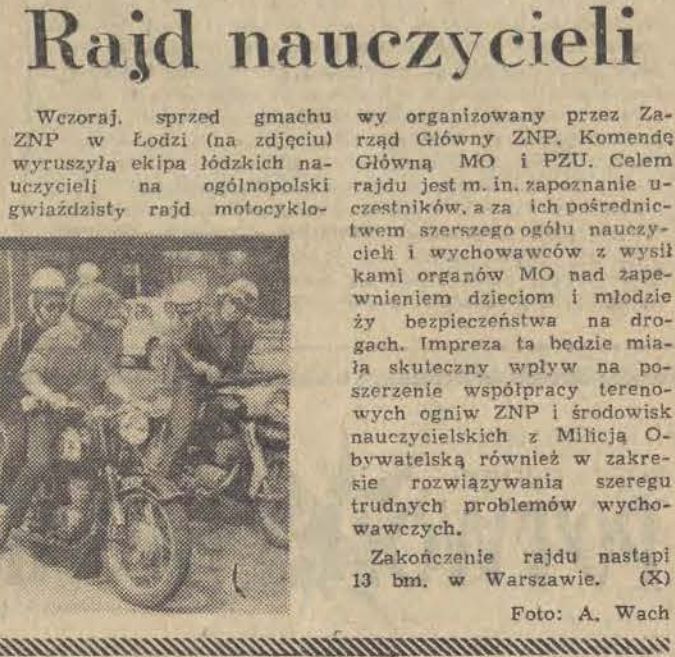 Rajd nauczycieli
Wczoraj. sprzed gmachu
ZNP w Łodzi (na zdjęciu)
wyruszyła ekipa łódzkich na-
uczycieli na ogólnopolski
gwiaździsty rajd motocyklo-
wy organizowany przez Za-
rząd Główny ZNP. Komendę
Główną MO i PZU. Celem
rajdu jest m. in. zapoznanie u-
czestników, a za ich pośrednic-
twem szerszego ogółu nauczy-
cieli i wychowawców z wysił
kami organów MO nad zape-
wnieniem dzieciom i młodzie
ży bezpieczeństwa na dro-
gach. Impreza ta będzie mia-
ła skuteczny wpływ na po-
szerzenie współpracy tereno-
wych ogniw ZNP i środowisk
nauczycielskich z Milicją O-
bywatelską również w zakre-
sie rozwiązywania szeregu
trudnych problemów wycho-
wawczych.
Zakończenie rajdu nastąpi
13 bm. w Warszawie. (X)
Foto: A. Wach